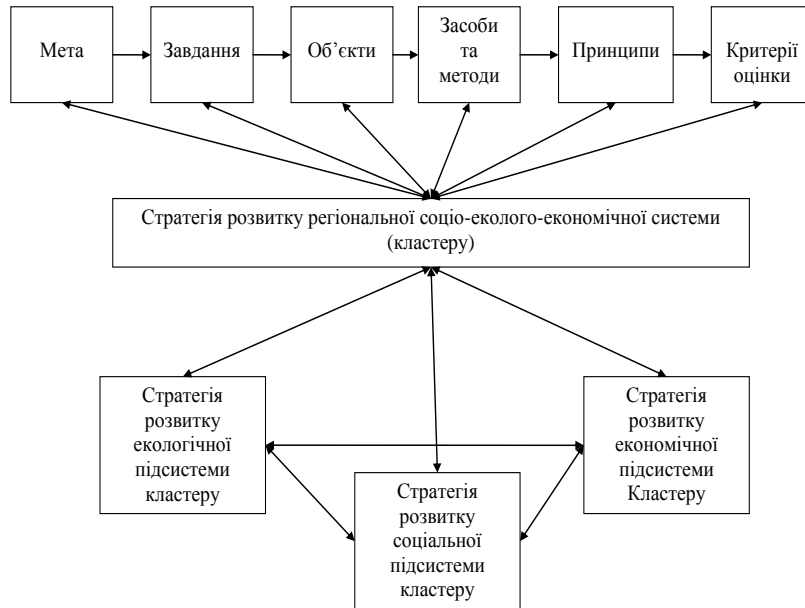 Мета
Завдання
Об’єкти
Засоби
та
методи
Принципи
Критерії
оцінки
Стратегія розвитку регіональної соціо-еколого-економічної системи
(кластеру)
Стратегія
розвитку
екологічної
підсистеми
кластеру
Стратегія
розвитку
соціальної
підсистеми
кластеру
Стратегія
розвитку
економічної
підсистеми
Кластеру